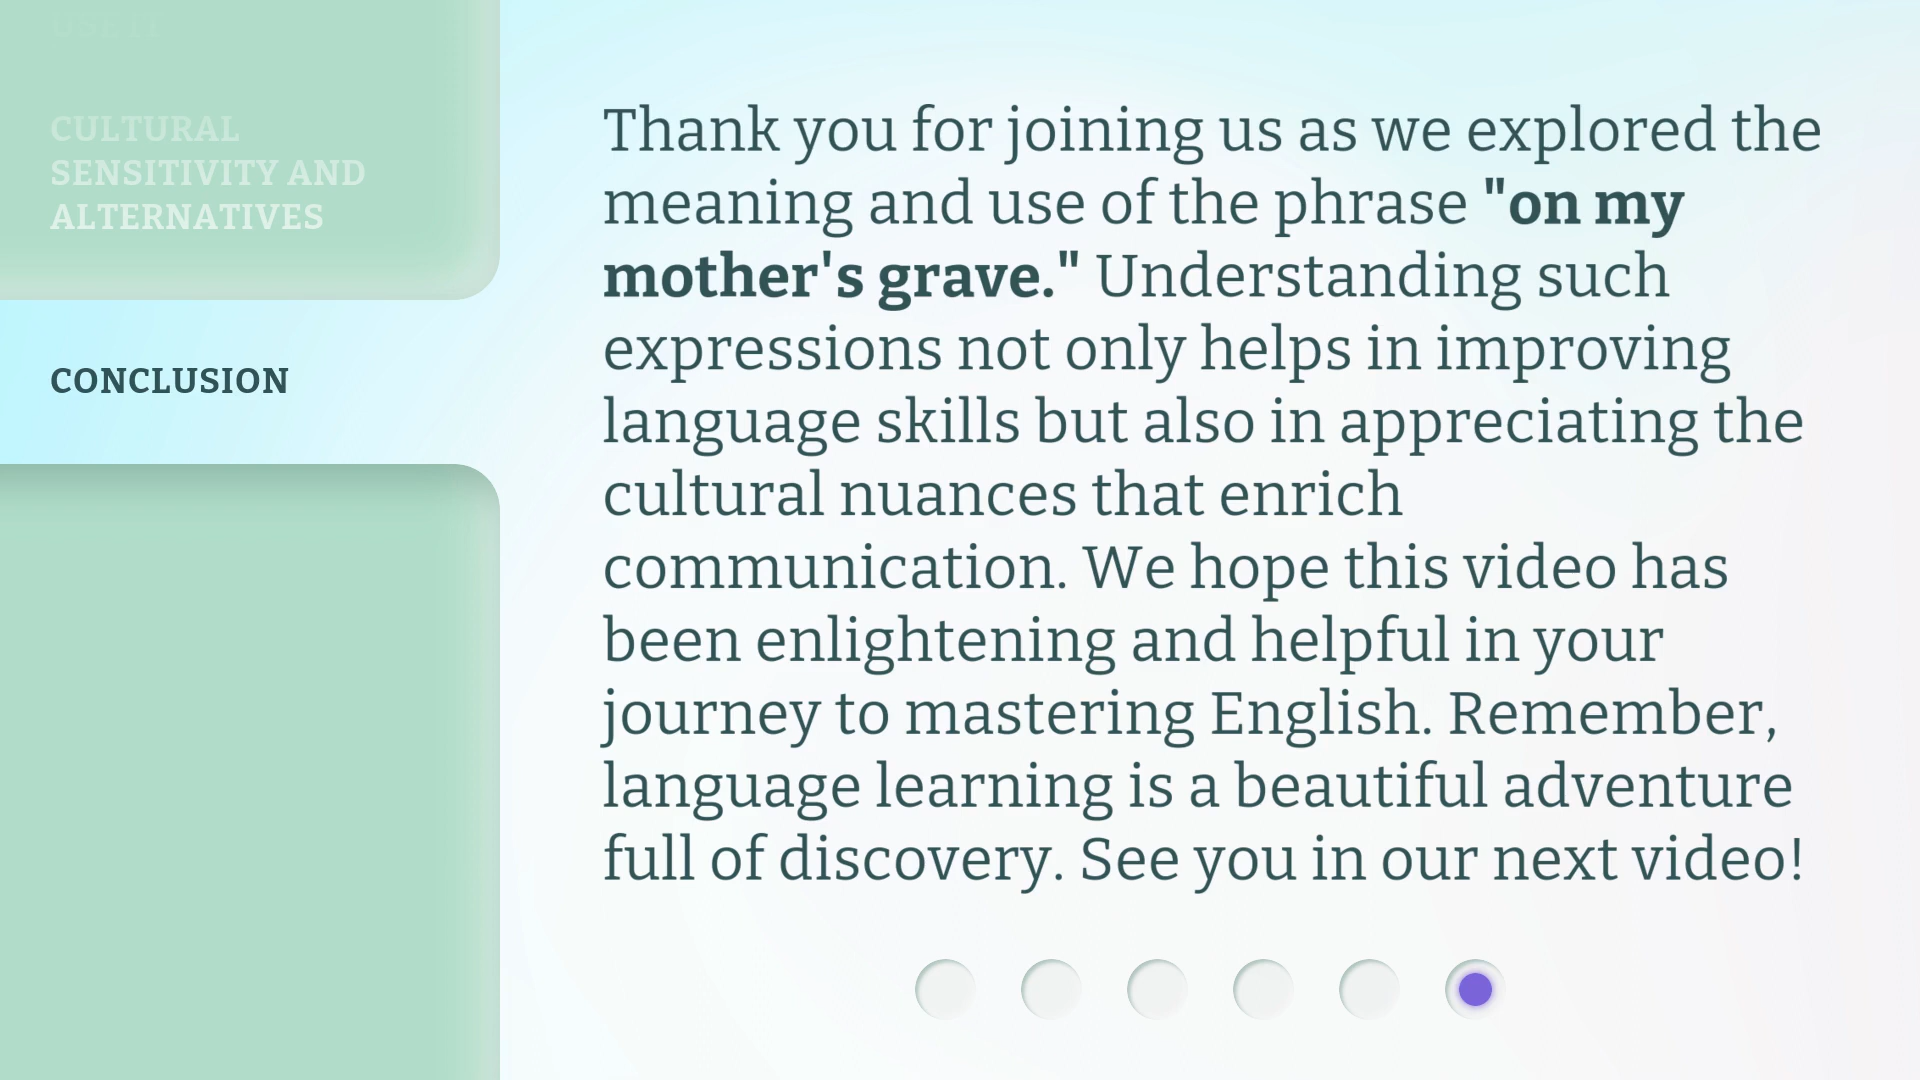 USE IT
CULTURAL
SENSITIVITY AND
ALTERNATIVES
CONCLUSION
Thank you for joining us as we explored the
meaning and use of the phrase "on my
mother's grave." Understanding such
expressions not only helps in improving
language skills but also in appreciating the
cultural nuances that enrich
communication. We hope this video has
been enlightening and helpful in your
journey to mastering English. Remember,
language learning is a beautiful adventure
full of discovery. See you in our next video!